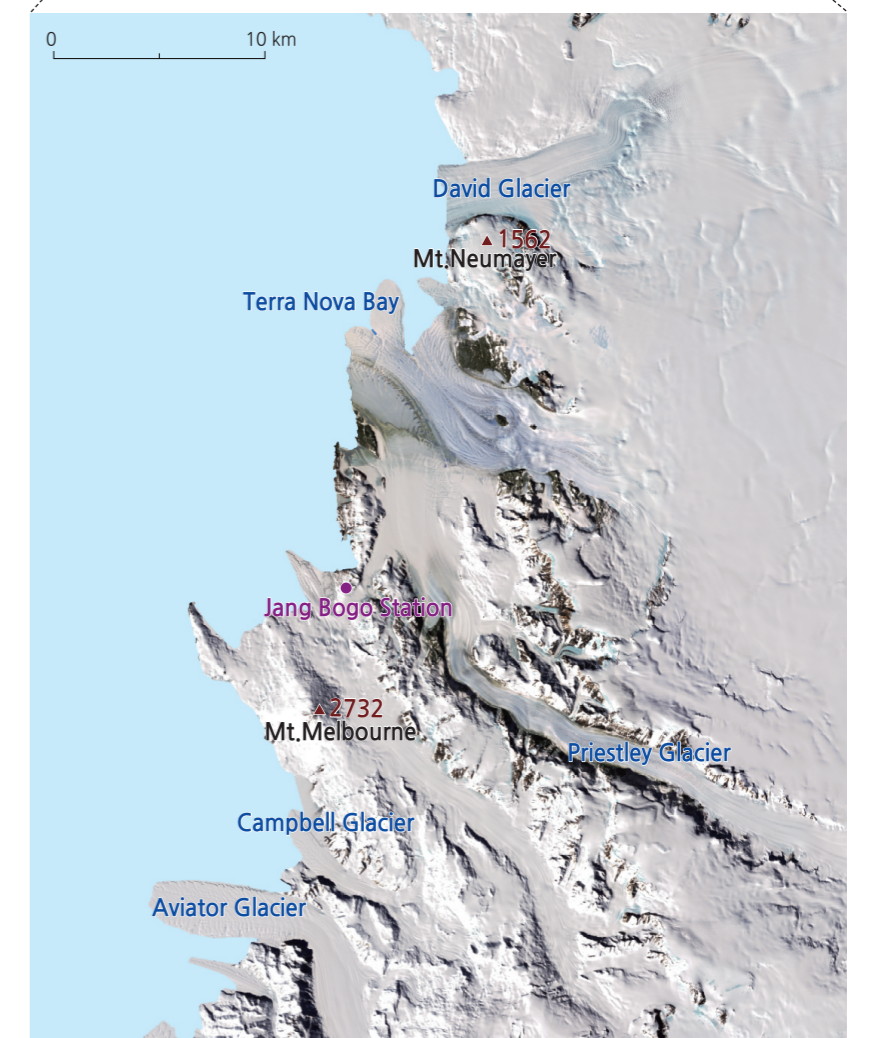 0 10 km
David Glacier
1562
Mt.Neumayer
Terra Nova Bay
Jang Bogo Station
2732
Mt.Melbourne
Priestley Glacier
Campbell Glacier
Aviator Glacier